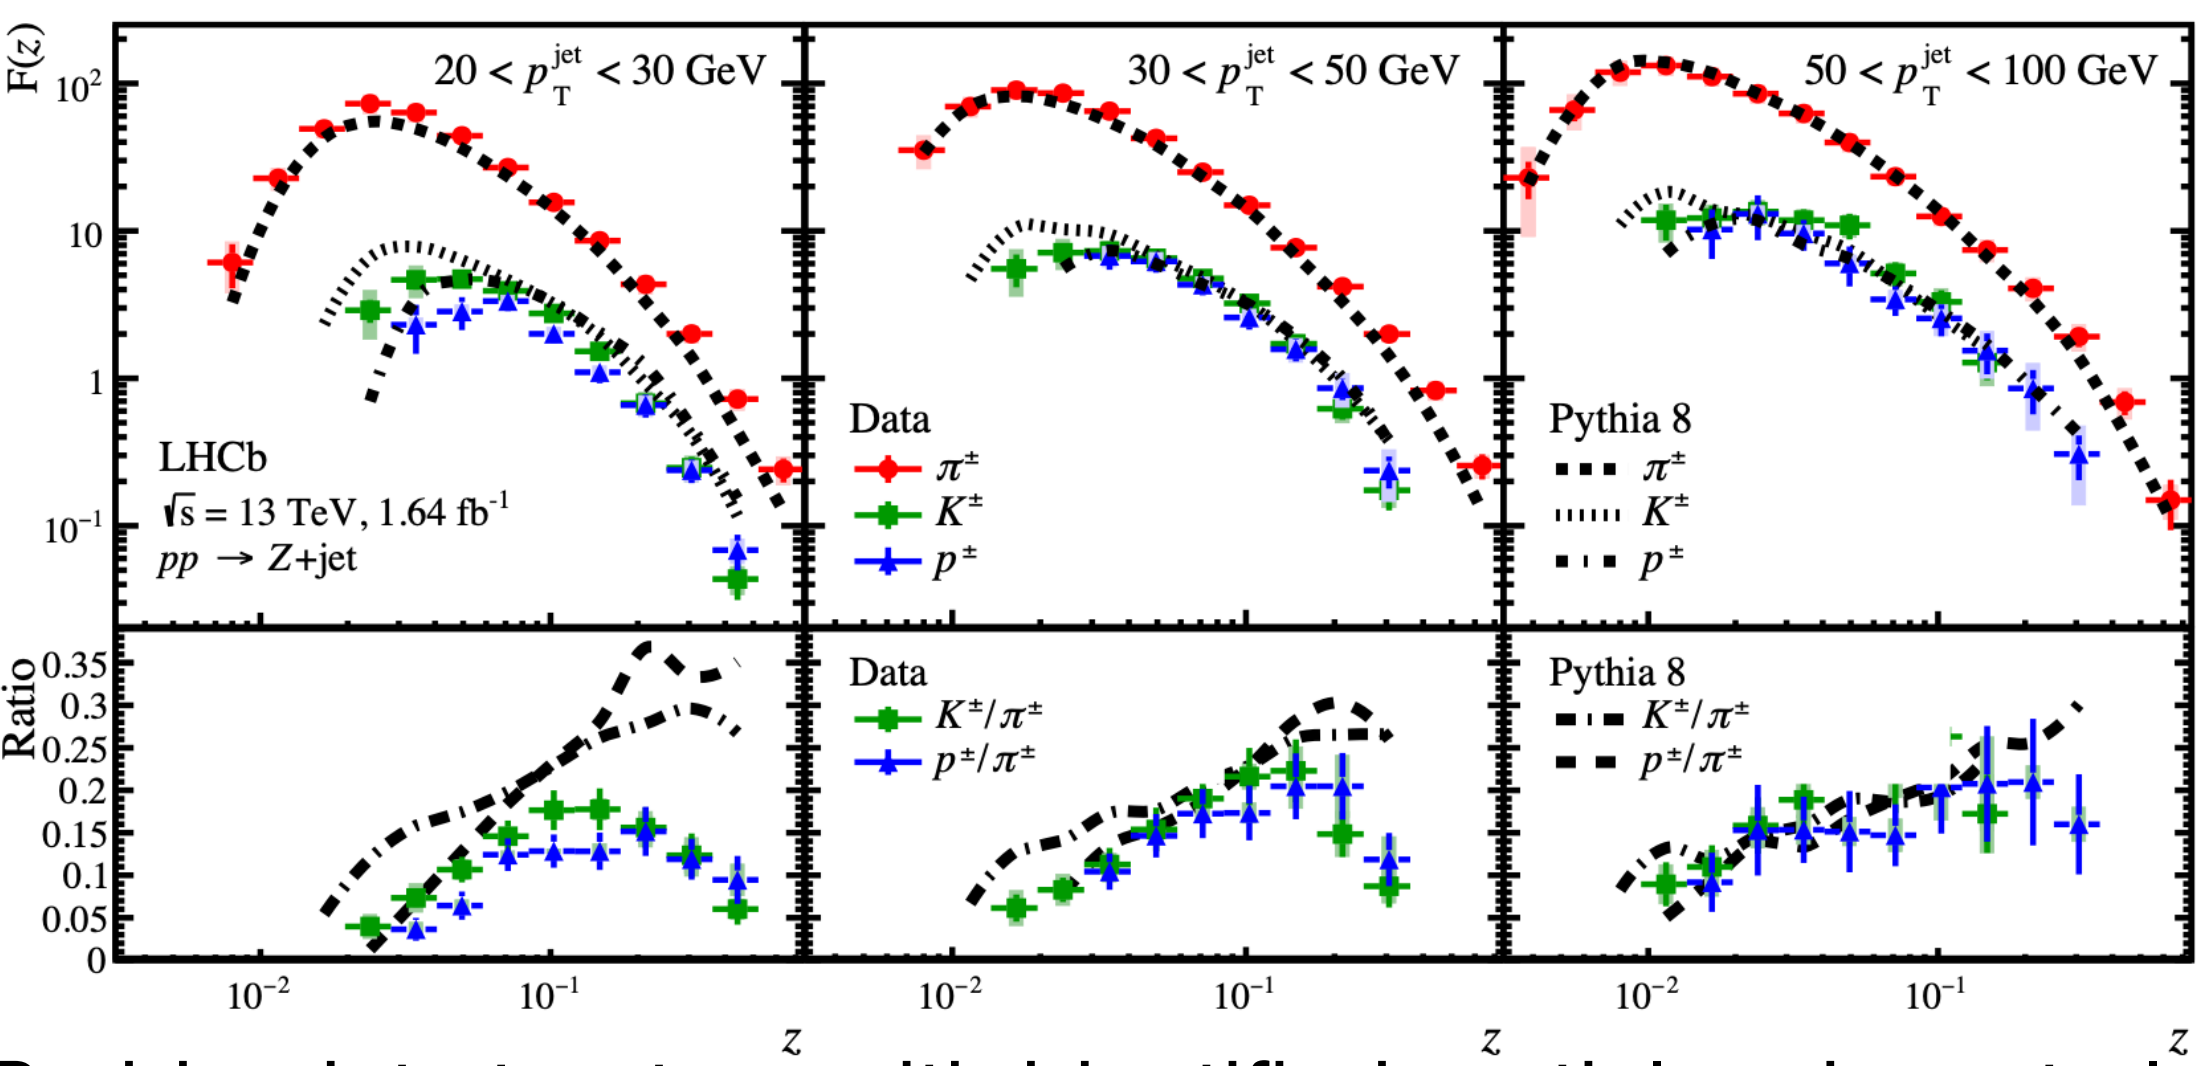 F(z)
10²
10
1
10⁻¹
20 < p_T^jet < 30 GeV
LHCb
√s = 13 TeV, 1.64 fb⁻¹
pp → Z+jet
30 < p_T^jet < 50 GeV
Data
π±
K±
p±
50 < p_T^jet < 100 GeV
Pythia 8
π±
K±
p±
Ratio
0.35
0.3
0.25
0.2
0.15
0.1
0.05
0
Data
K±/π±
p±/π±
Pythia 8
K±/π±
p±/π±
10⁻² 10⁻¹ 10⁻² 10⁻¹ 10⁻² 10⁻¹
z z z